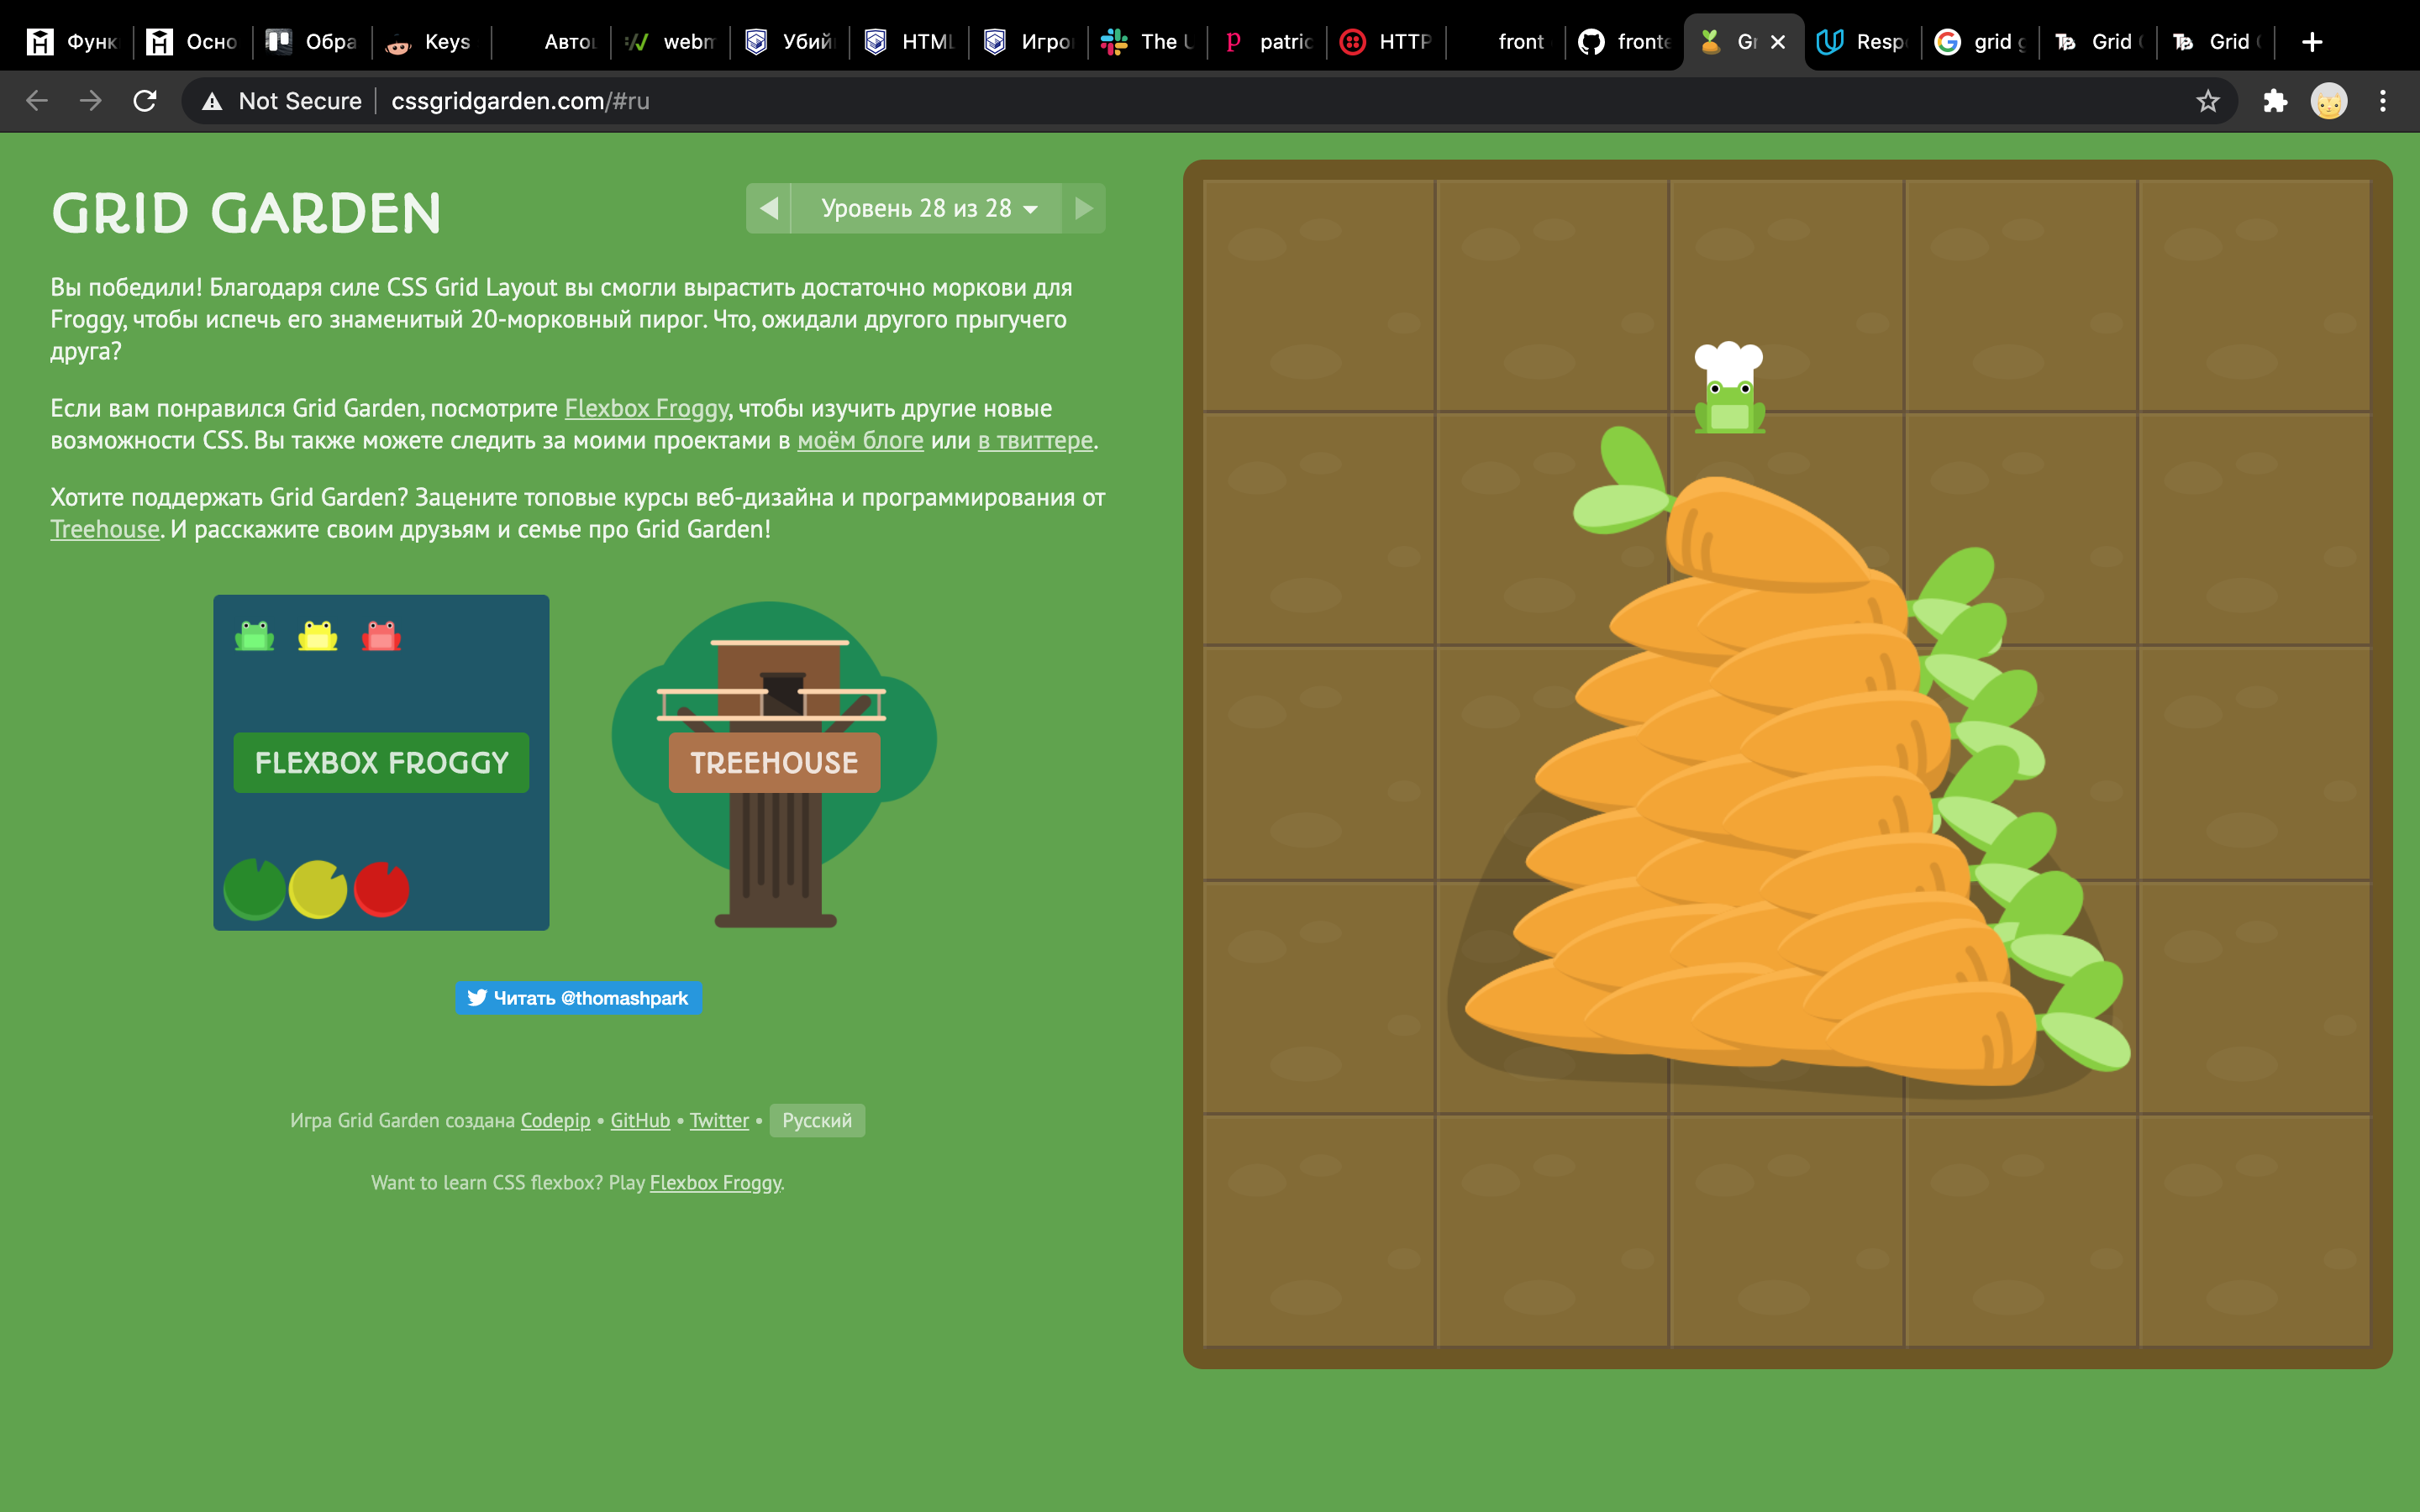 Функ
Осно
Обра
Keys
Авто
webm
Убий
HTML
Игро
The U
patric
HTTP
front
fronte
Gr
Resp
grid g
Grid
Grid
Not Secure
cssgridgarden.com/#ru
GRID GARDEN
Уровень 28 из 28
Вы победили! Благодаря силе CSS Grid Layout вы смогли вырастить достаточно моркови для
Froggy, чтобы испечь его знаменитый 20-морковный пирог. Что, ожидали другого прыгучего
друга?
Если вам понравился Grid Garden, посмотрите Flexbox Froggy, чтобы изучить другие новые
возможности CSS. Вы также можете следить за моими проектами в моём блоге или в твиттере.
Хотите поддержать Grid Garden? Зацените топовые курсы веб-дизайна и программирования от
Treehouse. И расскажите своим друзьям и семье про Grid Garden!
FLEXBOX FROGGY
TREEHOUSE
Читать @thomashpark
Игра Grid Garden создана Codepip • GitHub • Twitter • Русский
Want to learn CSS flexbox? Play Flexbox Froggy.